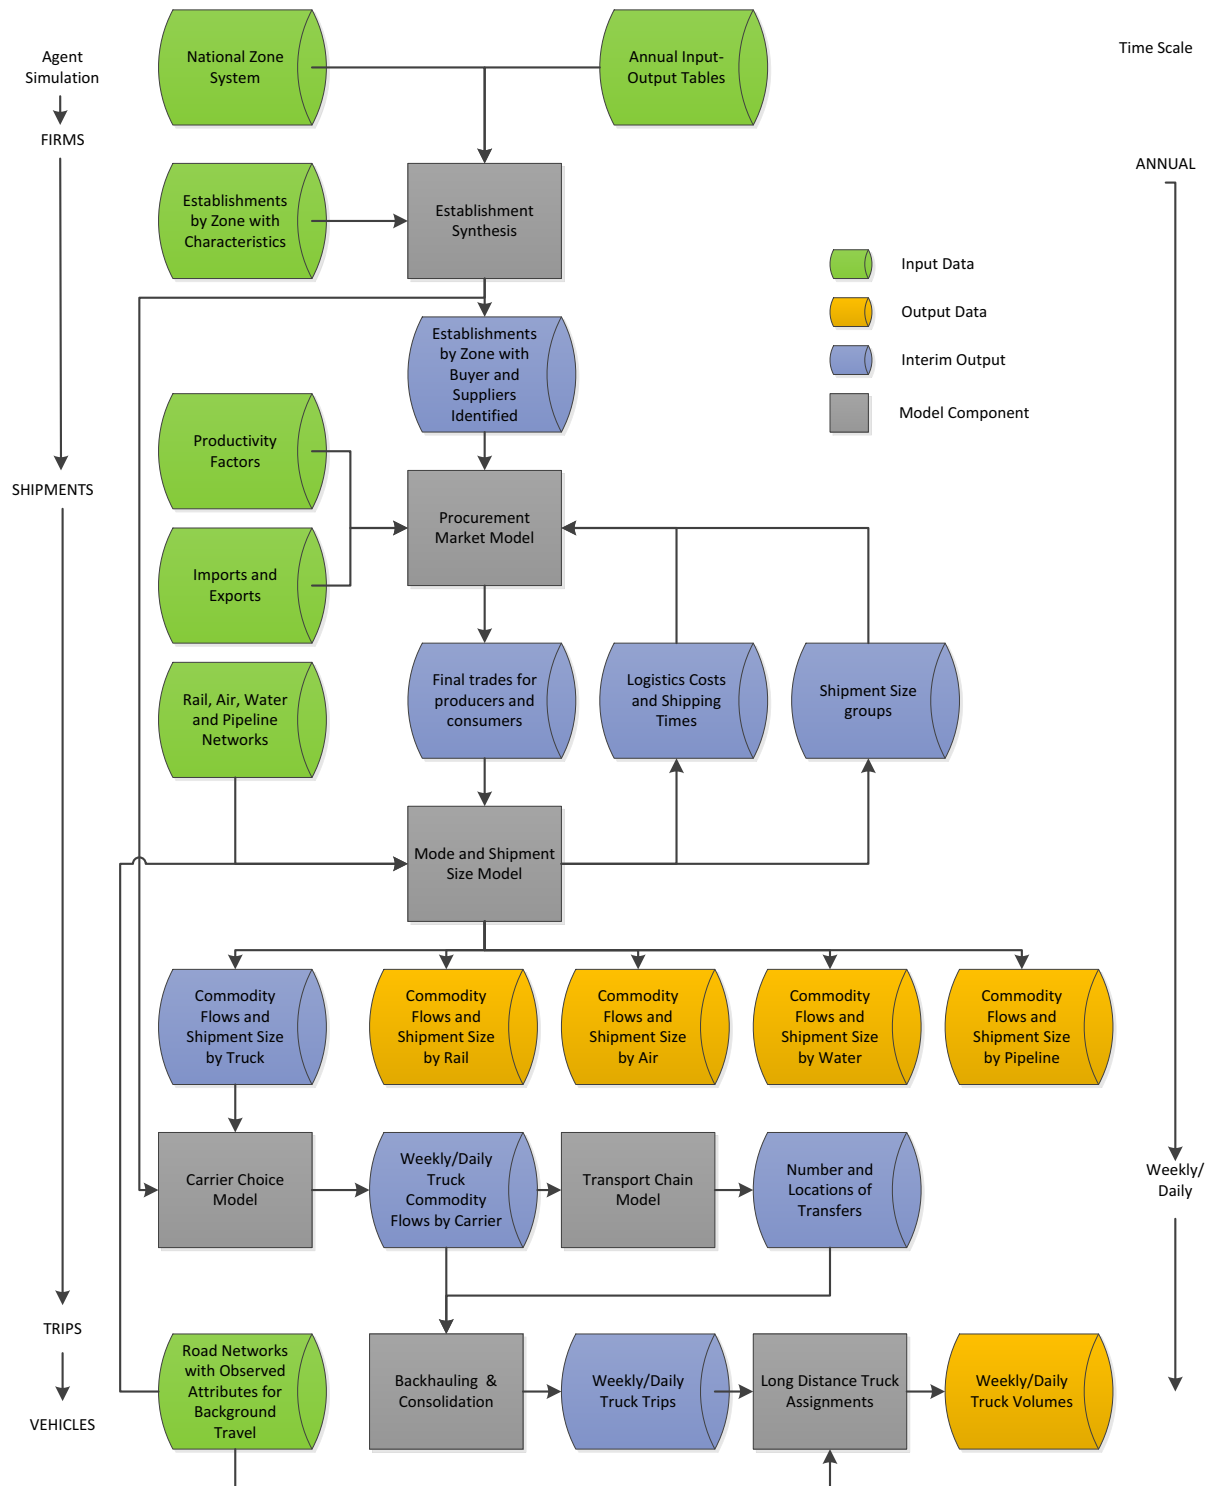 Agent
Simulation
FIRMS
SHIPMENTS
TRIPS
VEHICLES
National Zone
System
Annual Input-
Output Tables
Time Scale
ANNUAL
Weekly/
Daily
Establishments
by Zone with
Characteristics
Establishment
Synthesis
Input Data
Output Data
Interim Output
Model Component
Establishments
by Zone with
Buyer and
Suppliers
Identified
Productivity
Factors
Procurement
Market Model
Imports and
Exports
Rail, Air, Water
and Pipeline
Networks
Final trades for
producers and
consumers
Logistics Costs
and Shipping
Times
Shipment Size
groups
Mode and Shipment
Size Model
Commodity
Flows and
Shipment Size
by Truck
Commodity
Flows and
Shipment Size
by Rail
Commodity
Flows and
Shipment Size
by Air
Commodity
Flows and
Shipment Size
by Water
Commodity
Flows and
Shipment Size
by Pipeline
Carrier Choice
Model
Weekly/Daily
Truck
Commodity
Flows by Carrier
Transport Chain
Model
Number and
Locations of
Transfers
Road Networks
with Observed
Attributes for
Background
Travel
Backhauling &
Consolidation
Weekly/Daily
Truck Trips
Long Distance Truck
Assignments
Weekly/Daily
Truck Volumes